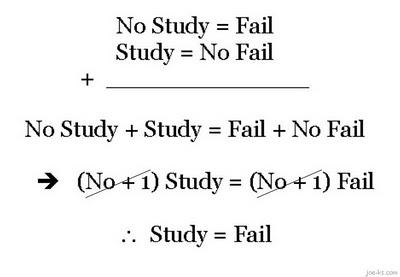 No Study = Fail
Study = No Fail
+
No Study + Study = Fail + No Fail
➔ (No + 1) Study = (No + 1) Fail
∴ Study = Fail
joe-ks.com